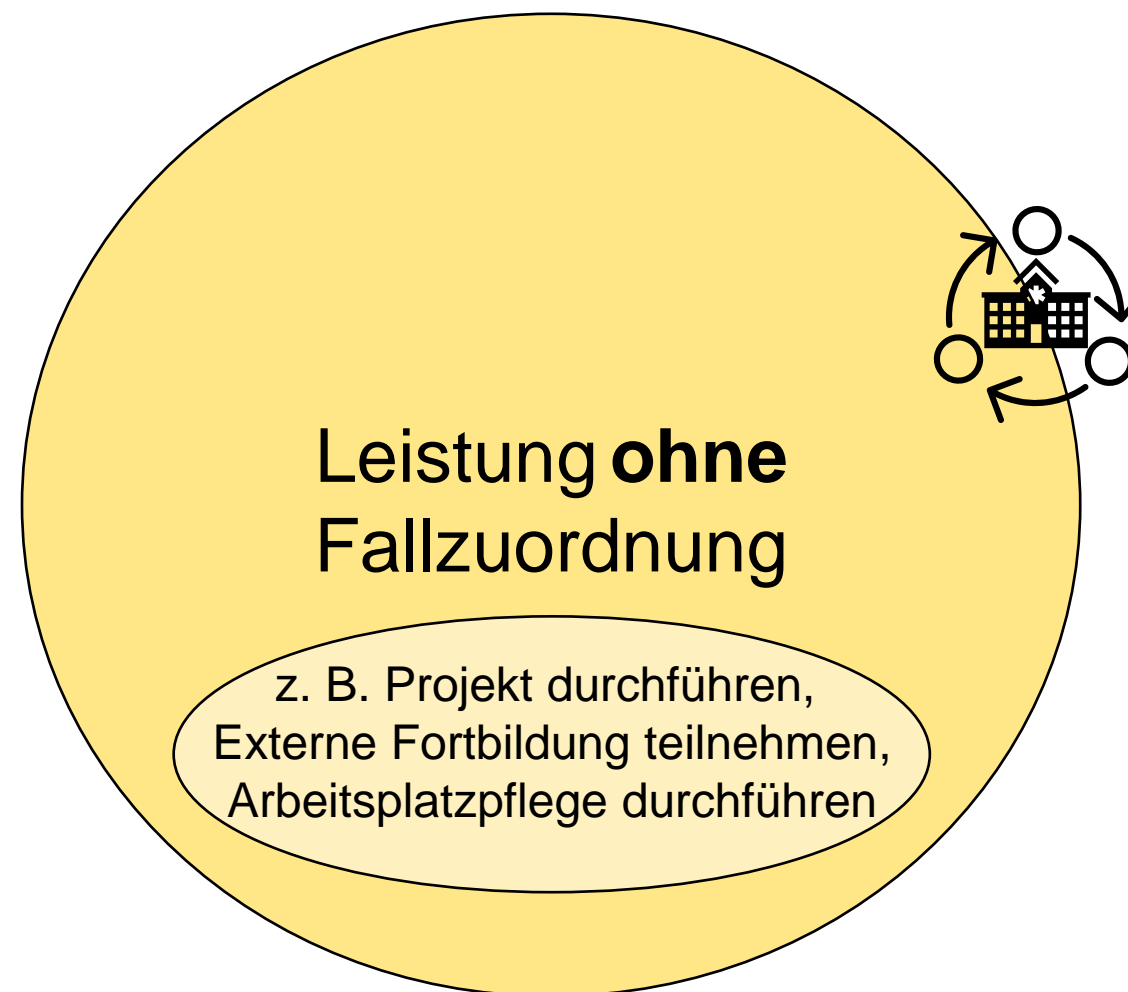 Leistung ohne
Fallzuordnung
z. B. Projekt durchführen,
Externe Fortbildung teilnehmen,
Arbeitsplatzpflege durchführen